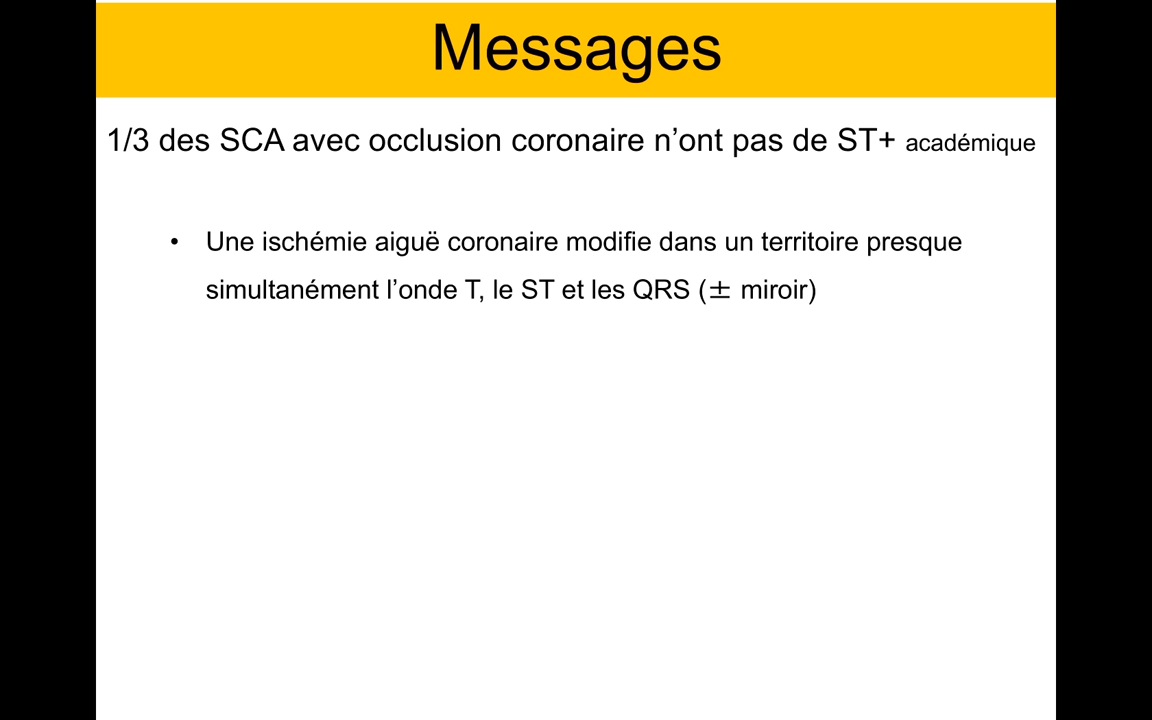 Messages
1/3 des SCA avec occlusion coronaire n’ont pas de ST+ académique
• Une ischémie aiguë coronaire modifie dans un territoire presque
simultanément l’onde T, le ST et les QRS (± miroir)